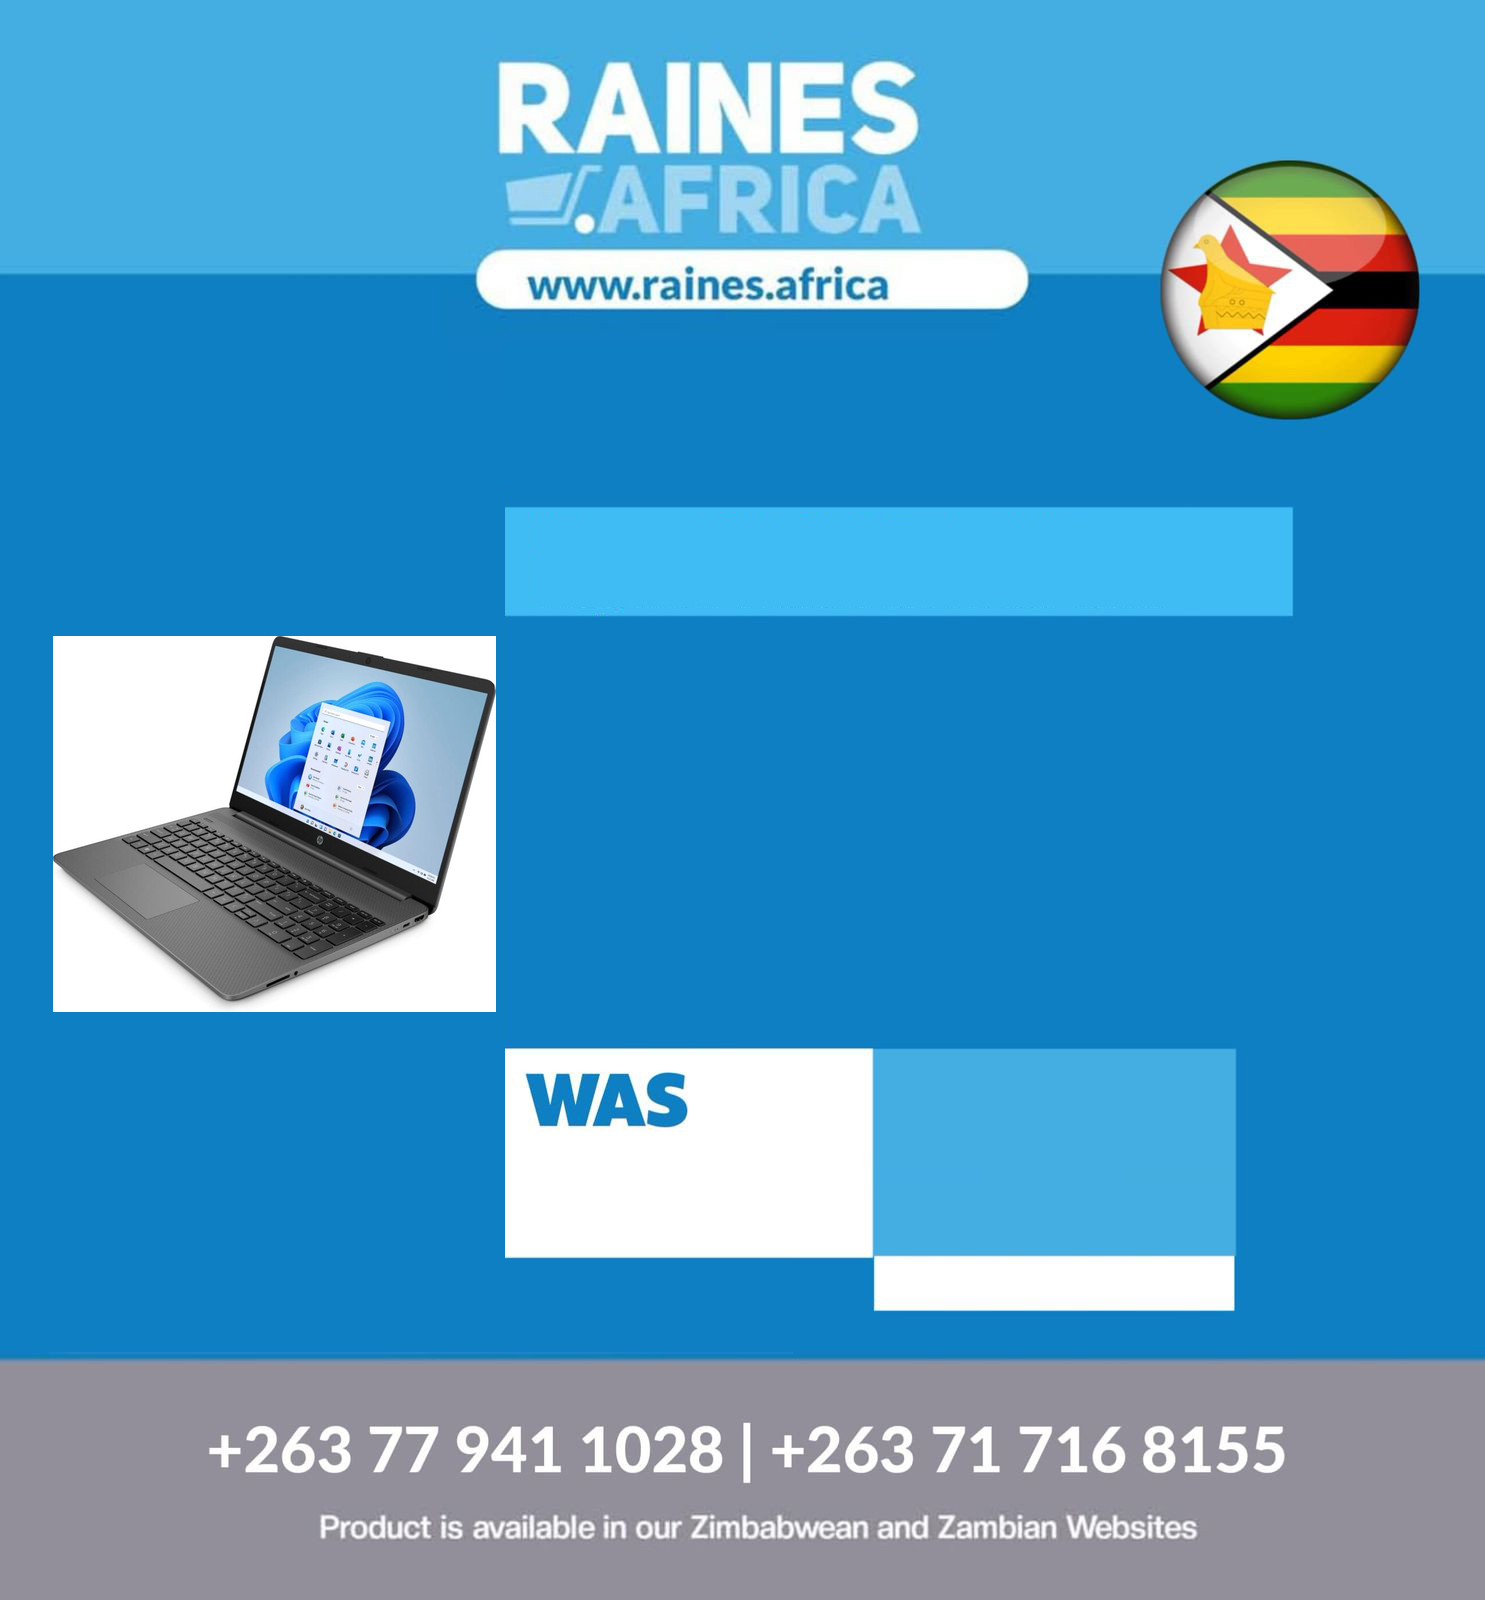 RAINES
.AFRICA
www.raines.africa
WAS
+263 77 941 1028 | +263 71 716 8155
Product is available in our Zimbabwean and Zambian Websites